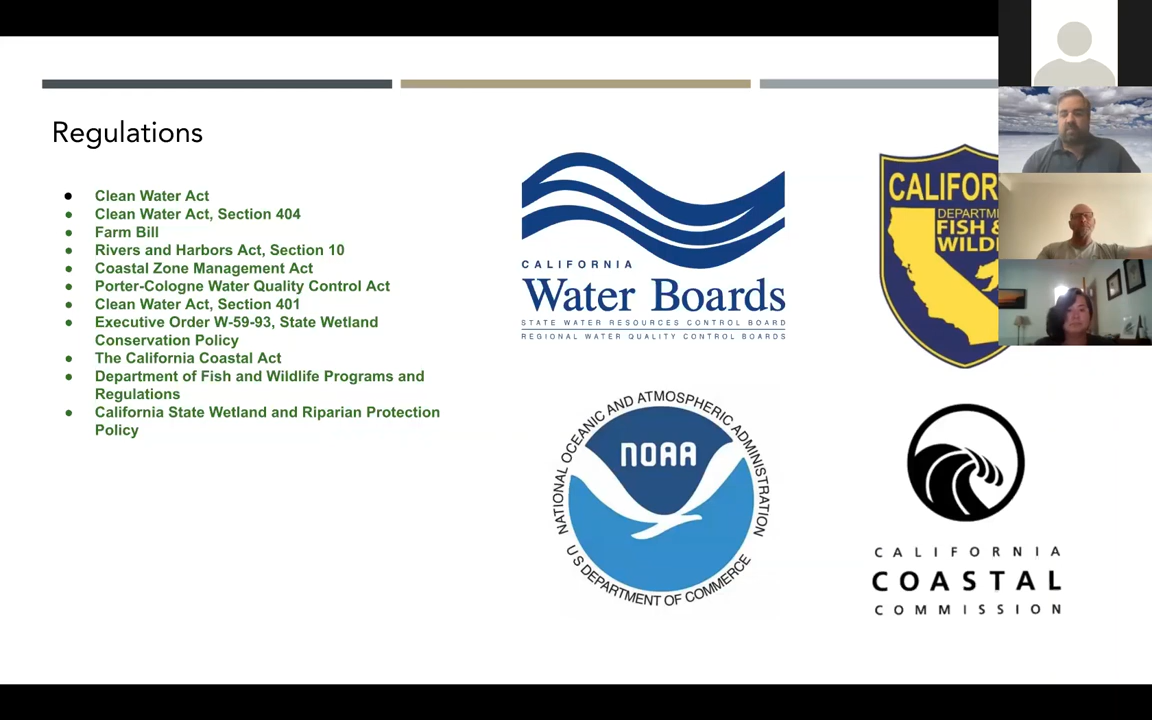 Regulations
Clean Water Act
Clean Water Act, Section 404
Farm Bill
Rivers and Harbors Act, Section 10
Coastal Zone Management Act
Porter-Cologne Water Quality Control Act
Clean Water Act, Section 401
Executive Order W-59-93, State Wetland
Conservation Policy
The California Coastal Act
Department of Fish and Wildlife Programs and
Regulations
California State Wetland and Riparian Protection
Policy
CALIFORNIA
Water Boards
STATE WATER RESOURCES CONTROL BOARD
REGIONAL WATER QUALITY CONTROL BOARDS
CALIFOR
DEPARTM
FISH &
WILD
NATIONAL OCEANIC AND ATMOSPHERIC ADMINISTRATION
NOAA
U S DEPARTMENT OF COMMERCE
CALIFORNIA
COASTAL
COMMISSION